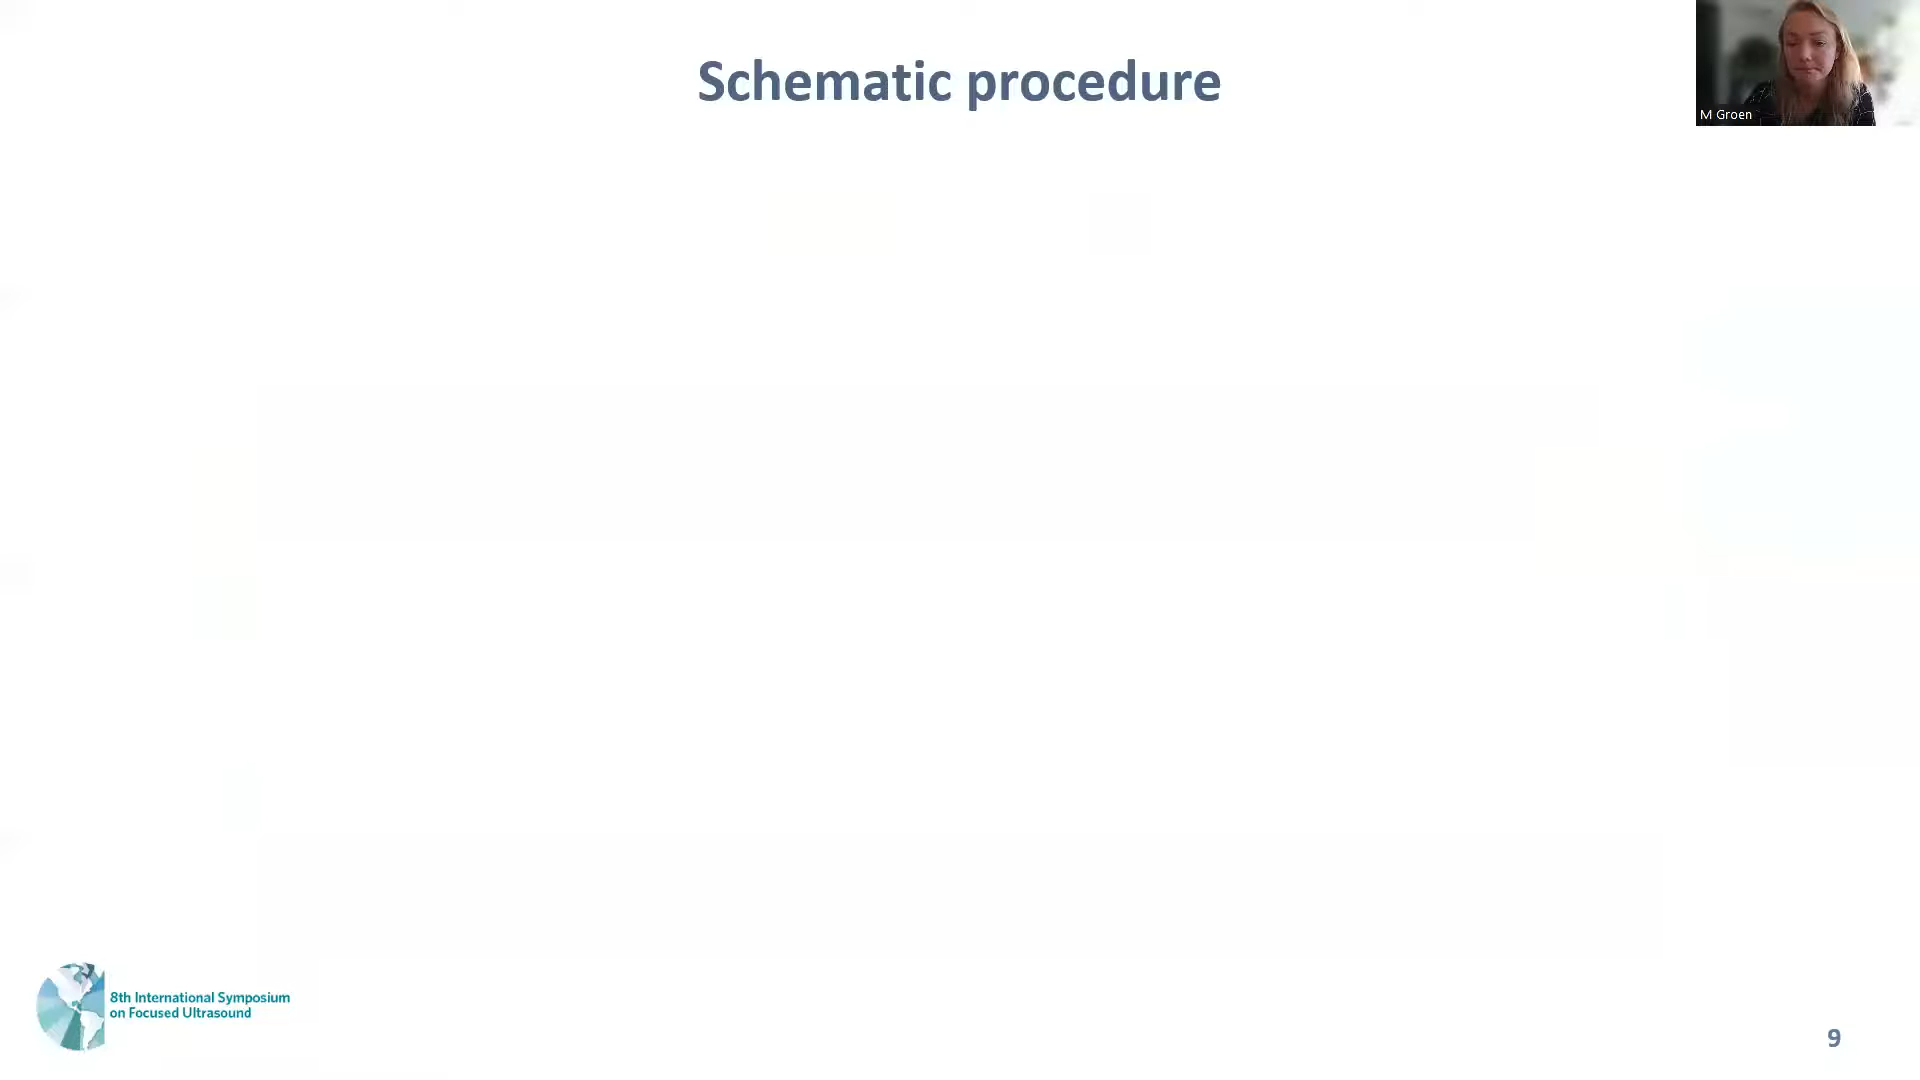 Schematic procedure
M Groen
8th International Symposium
on Focused Ultrasound
9